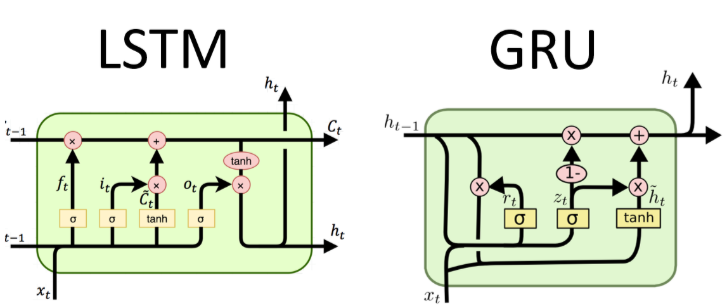 LSTM
GRU
h_t
t-1
×
+
C_t
tanh
f_t
i_t
C̃_t
×
o_t
×
σ
σ
tanh
σ
t-1
h_t
x_t
h_t
h_{t-1}
x
+
1-
x
r_t
z_t
x
h̃_t
σ
σ
tanh
x_t